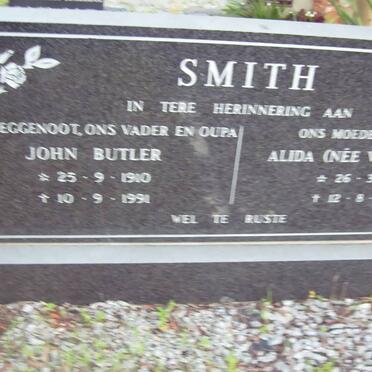 SMITH
IN TERE HERINNERING AAN
EGGENOOT, ONS VADER EN OUPA
JOHN BUTLER
* 25-9-1910
† 10-9-1991
ONS MOEDE
ALIDA (NÉE V
* 26-3
† 12-8-
WEL TE RUSTE